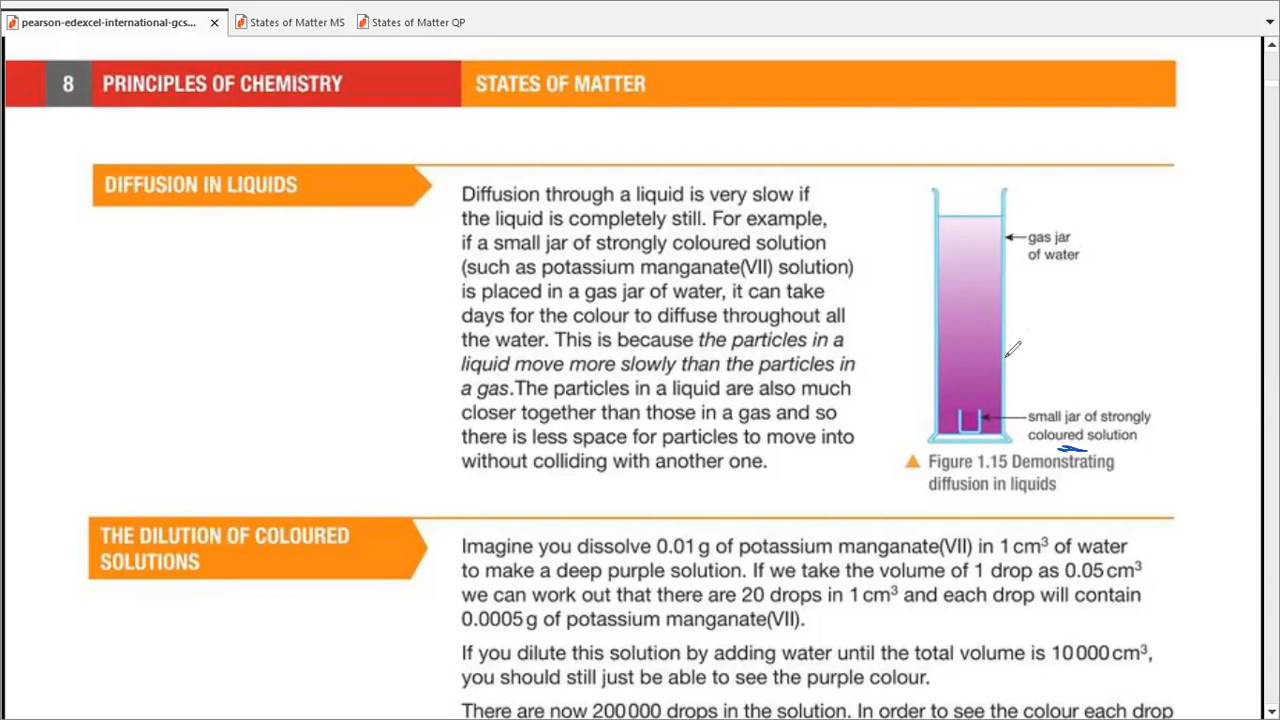 pearson-edexcel-international-gcs...
States of Matter MS
States of Matter QP
8 PRINCIPLES OF CHEMISTRY
STATES OF MATTER
DIFFUSION IN LIQUIDS
Diffusion through a liquid is very slow if
the liquid is completely still. For example,
if a small jar of strongly coloured solution
(such as potassium manganate(VII) solution)
is placed in a gas jar of water, it can take
days for the colour to diffuse throughout all
the water. This is because the particles in a
liquid move more slowly than the particles in
a gas.The particles in a liquid are also much
closer together than those in a gas and so
there is less space for particles to move into
without colliding with another one.
gas jar
of water
small jar of strongly
coloured solution
Figure 1.15 Demonstrating
diffusion in liquids
THE DILUTION OF COLOURED
SOLUTIONS
Imagine you dissolve 0.01 g of potassium manganate(VII) in 1 cm³ of water
to make a deep purple solution. If we take the volume of 1 drop as 0.05 cm³
we can work out that there are 20 drops in 1 cm³ and each drop will contain
0.0005 g of potassium manganate(VII).
If you dilute this solution by adding water until the total volume is 10 000 cm³,
you should still just be able to see the purple colour.
There are now 200 000 drops in the solution. In order to see the colour each drop